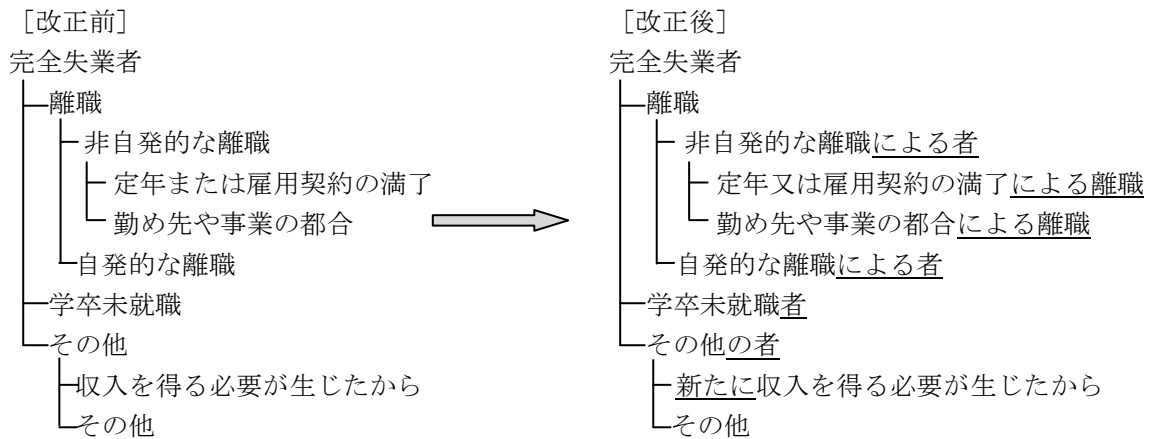 ［改正前］
完全失業者
離職
非自発的な離職
定年または雇用契約の満了
勤め先や事業の都合
自発的な離職
学卒未就職
その他
収入を得る必要が生じたから
その他
［改正後］
完全失業者
離職
非自発的な離職による者
定年又は雇用契約の満了による離職
勤め先や事業の都合による離職
自発的な離職による者
学卒未就職者
その他の者
新たに収入を得る必要が生じたから
その他